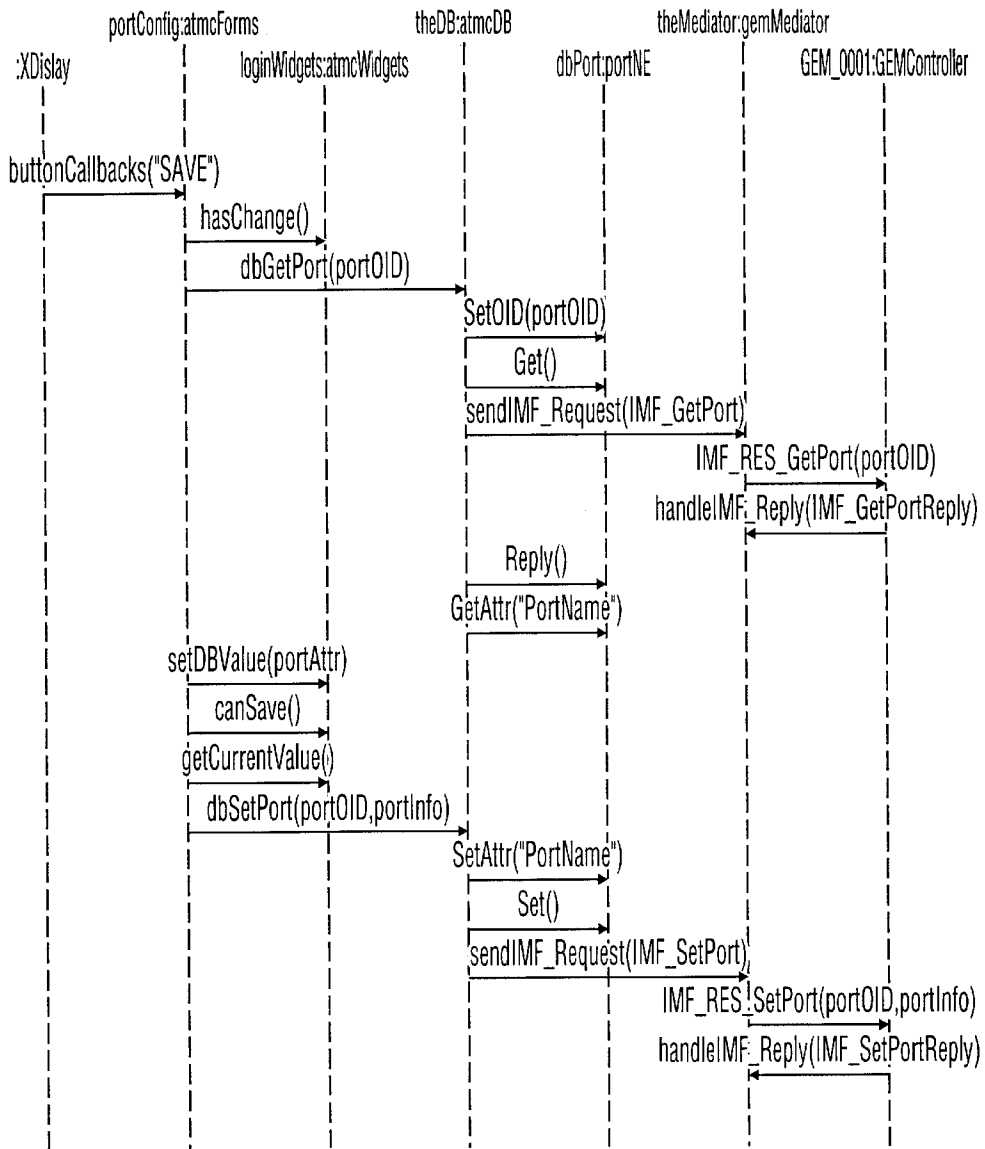 portConfig:atmcForms theDB:atmcDB theMediator:gemMediator
:XDislay loginWidgets:atmcWidgets dbPort:portNE GEM_0001:GEMController
buttonCallbacks("SAVE")
hasChange()
dbGetPort(portOID)
SetOID(portOID)
Get()
sendIMF_Request(IMF_GetPort)
IMF_RES_GetPort(portOID)
handleIMF_Reply(IMF_GetPortReply)
Reply()
GetAttr("PortName")
setDBValue(portAttr)
canSave()
getCurrentValue()
dbSetPort(portOID,portInfo)
SetAttr("PortName")
Set()
sendIMF_Request(IMF_SetPort)
IMF_RES_SetPort(portOID,portInfo)
handleIMF_Reply(IMF_SetPortReply)